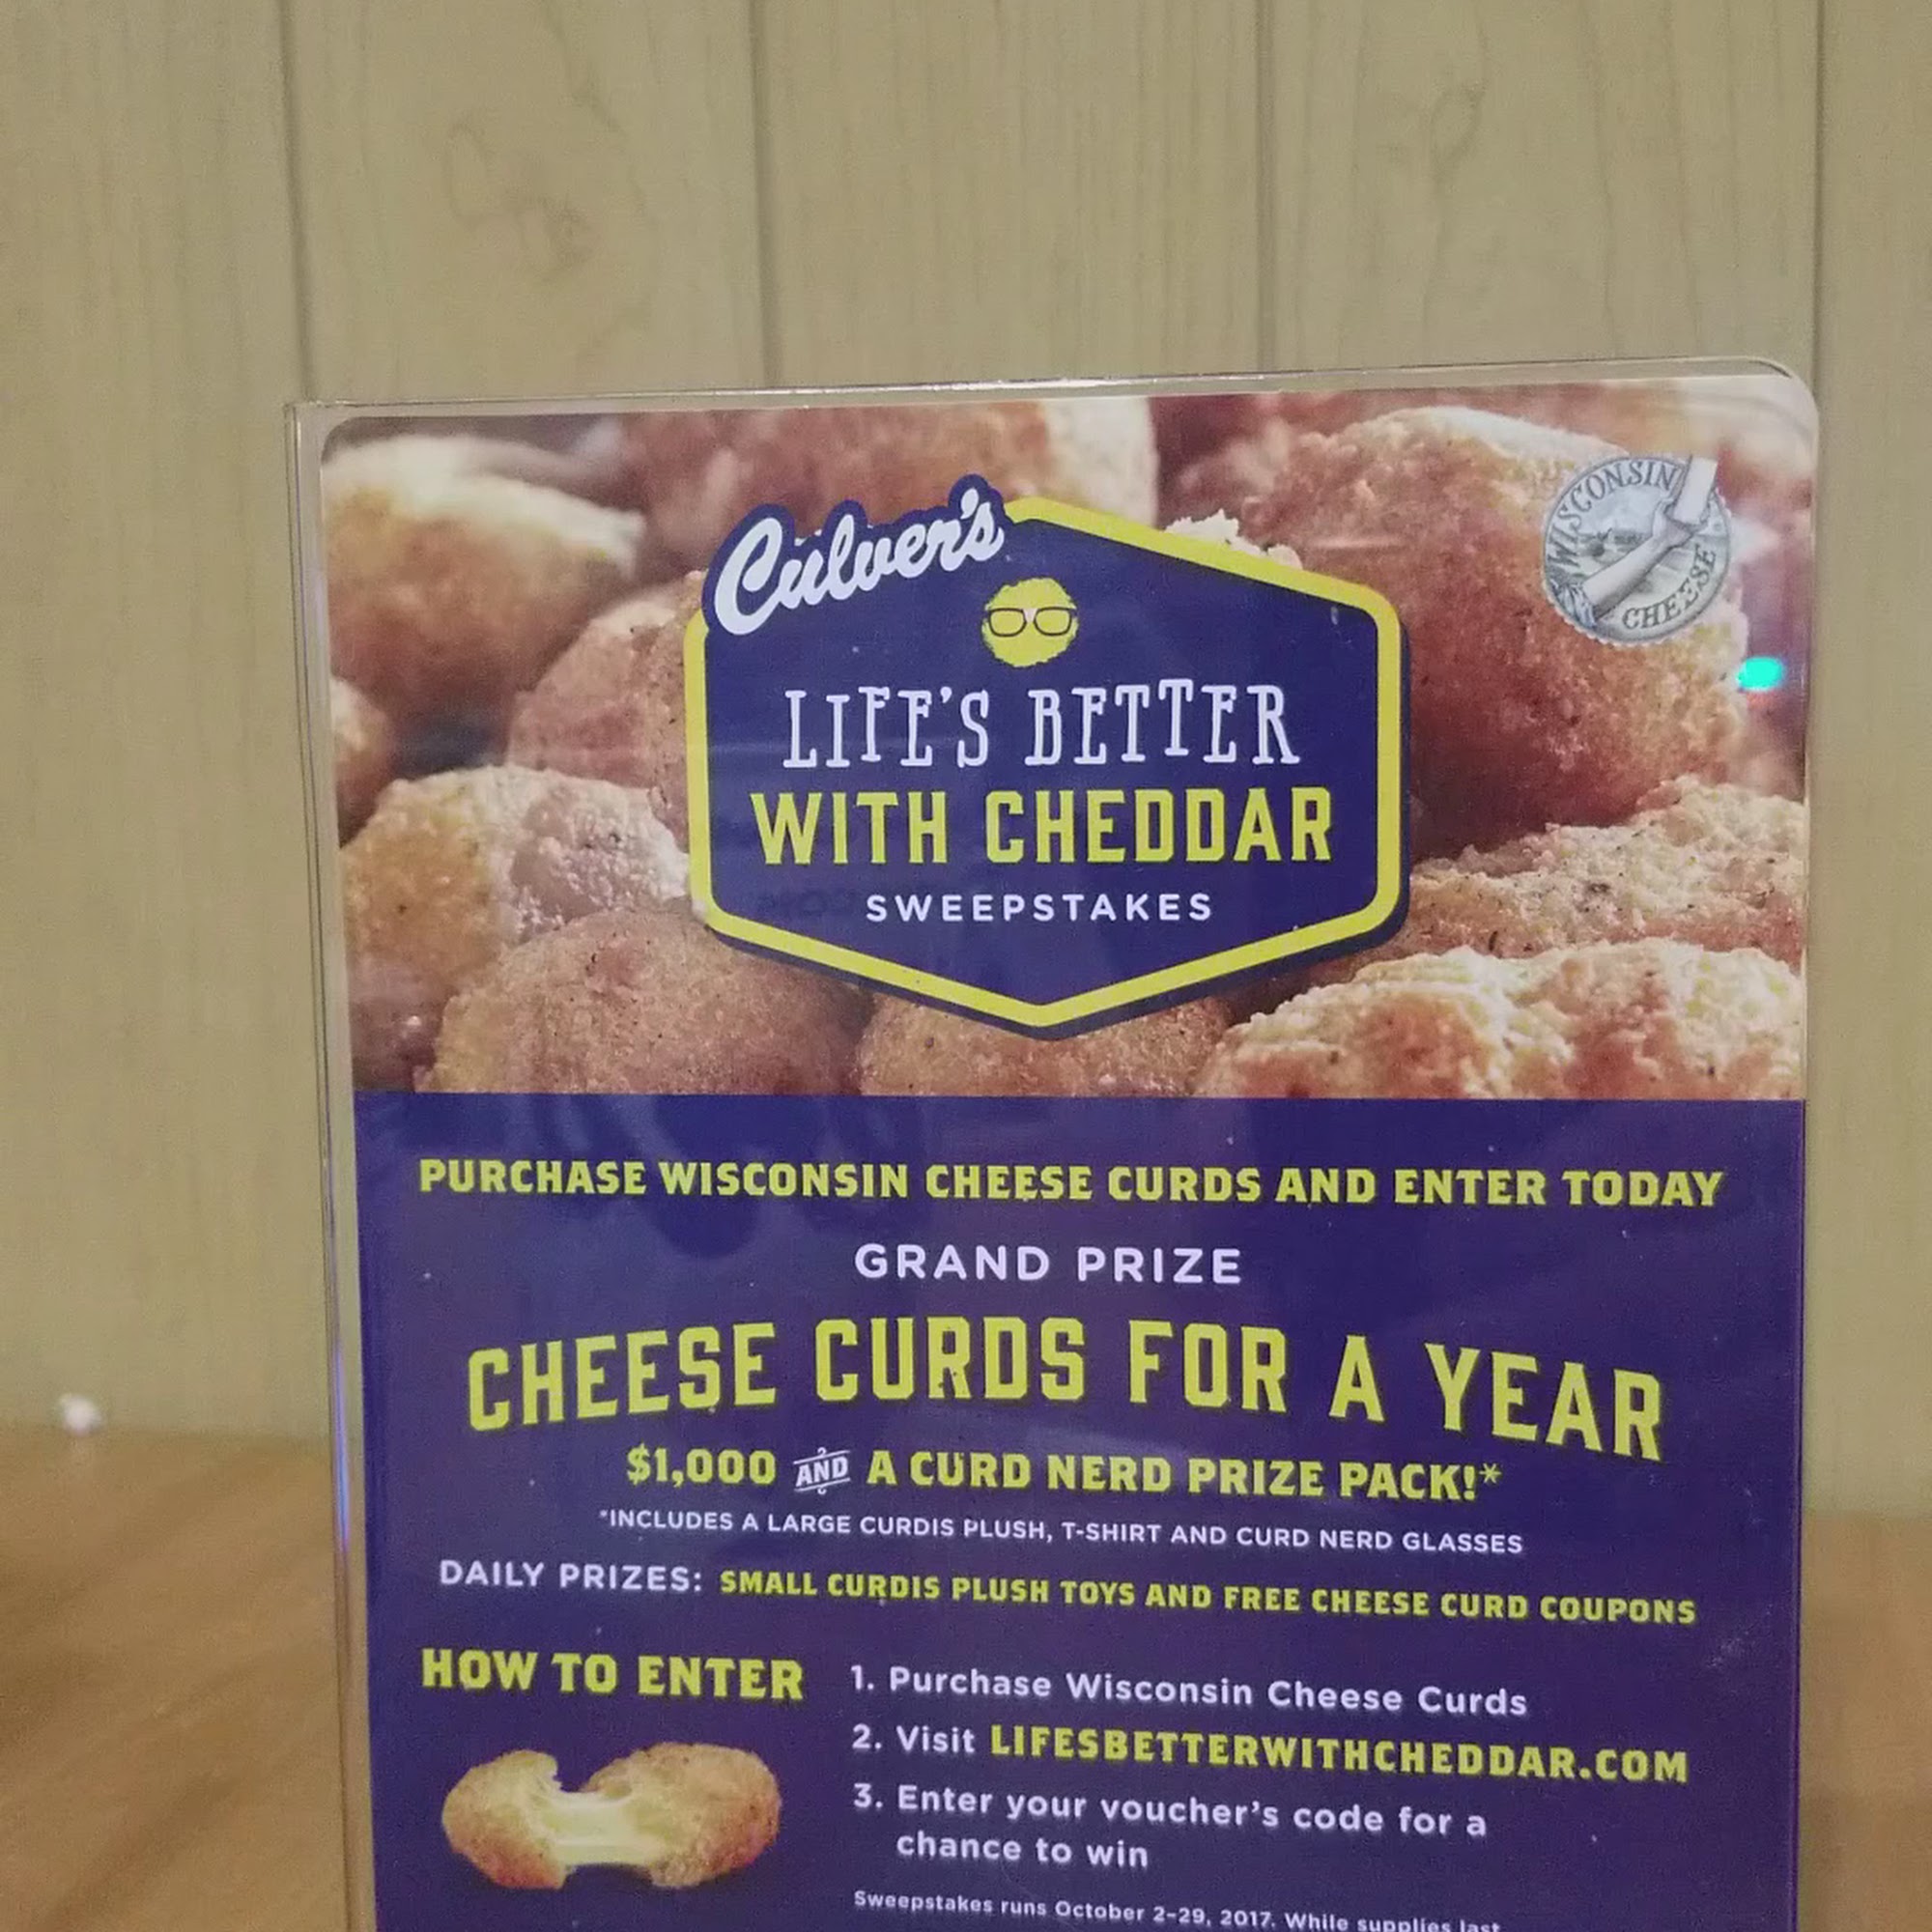 Culver's
WISCONSIN
CHEESE
LIFE'S BETTER
WITH CHEDDAR
SWEEPSTAKES
PURCHASE WISCONSIN CHEESE CURDS AND ENTER TODAY
GRAND PRIZE
CHEESE CURDS FOR A YEAR
$1,000 AND A CURD NERD PRIZE PACK!*
*INCLUDES A LARGE CURDIS PLUSH, T-SHIRT AND CURD NERD GLASSES
DAILY PRIZES: SMALL CURDIS PLUSH TOYS AND FREE CHEESE CURD COUPONS
HOW TO ENTER
1. Purchase Wisconsin Cheese Curds
2. Visit LIFESBETTERWITHCHEDDAR.COM
3. Enter your voucher's code for a
chance to win
Sweepstakes runs October 2-29, 2017. While supplies last